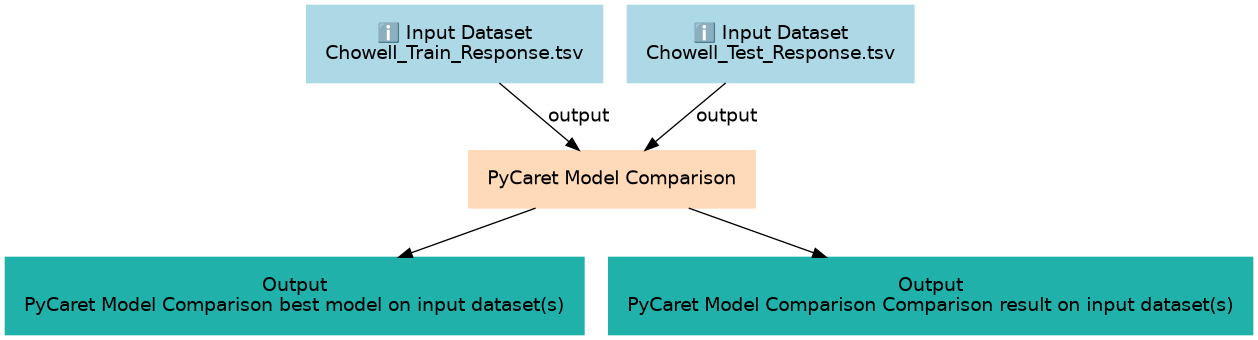 ℹ️ Input Dataset
Chowell_Train_Response.tsv
ℹ️ Input Dataset
Chowell_Test_Response.tsv
output
output
PyCaret Model Comparison
Output
PyCaret Model Comparison best model on input dataset(s)
Output
PyCaret Model Comparison Comparison result on input dataset(s)